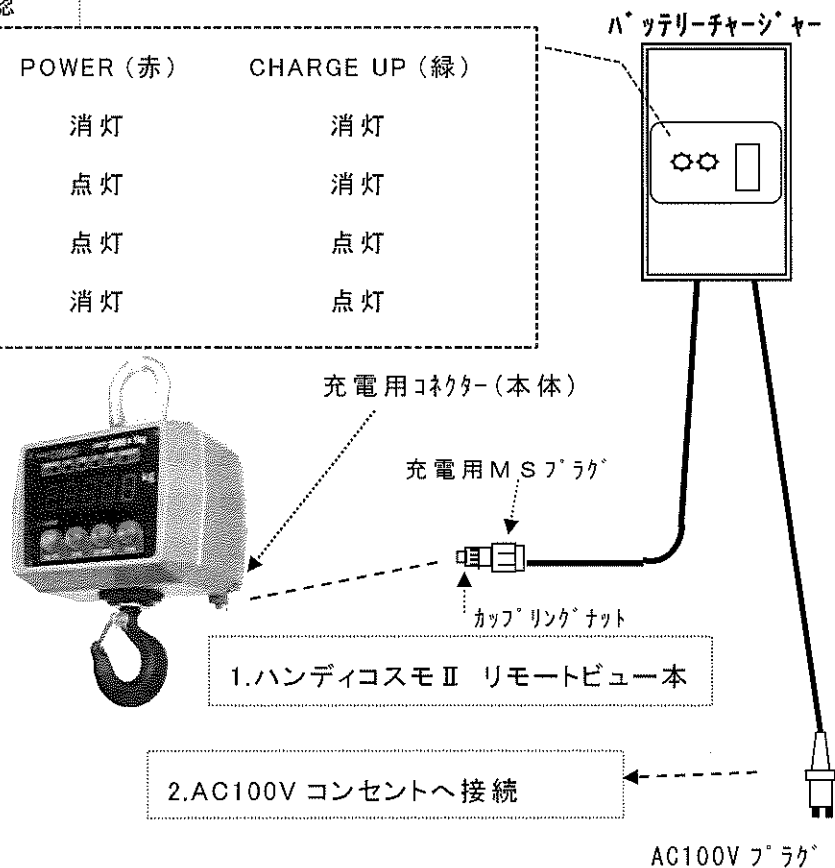 認
バッテリーチャージャー
POWER（赤） CHARGE UP（緑）
消灯 消灯
点灯 消灯
点灯 点灯
消灯 点灯
充電用ｺﾈｸﾀｰ(本体)
充電用MSﾌﾟﾗｸﾞ
ｶｯﾌﾟﾘﾝｸﾞﾅｯﾄ
1.ハンディコスモⅡ リモートビュー本
2.AC100V コンセントへ接続
AC100V ﾌﾟﾗｸﾞ